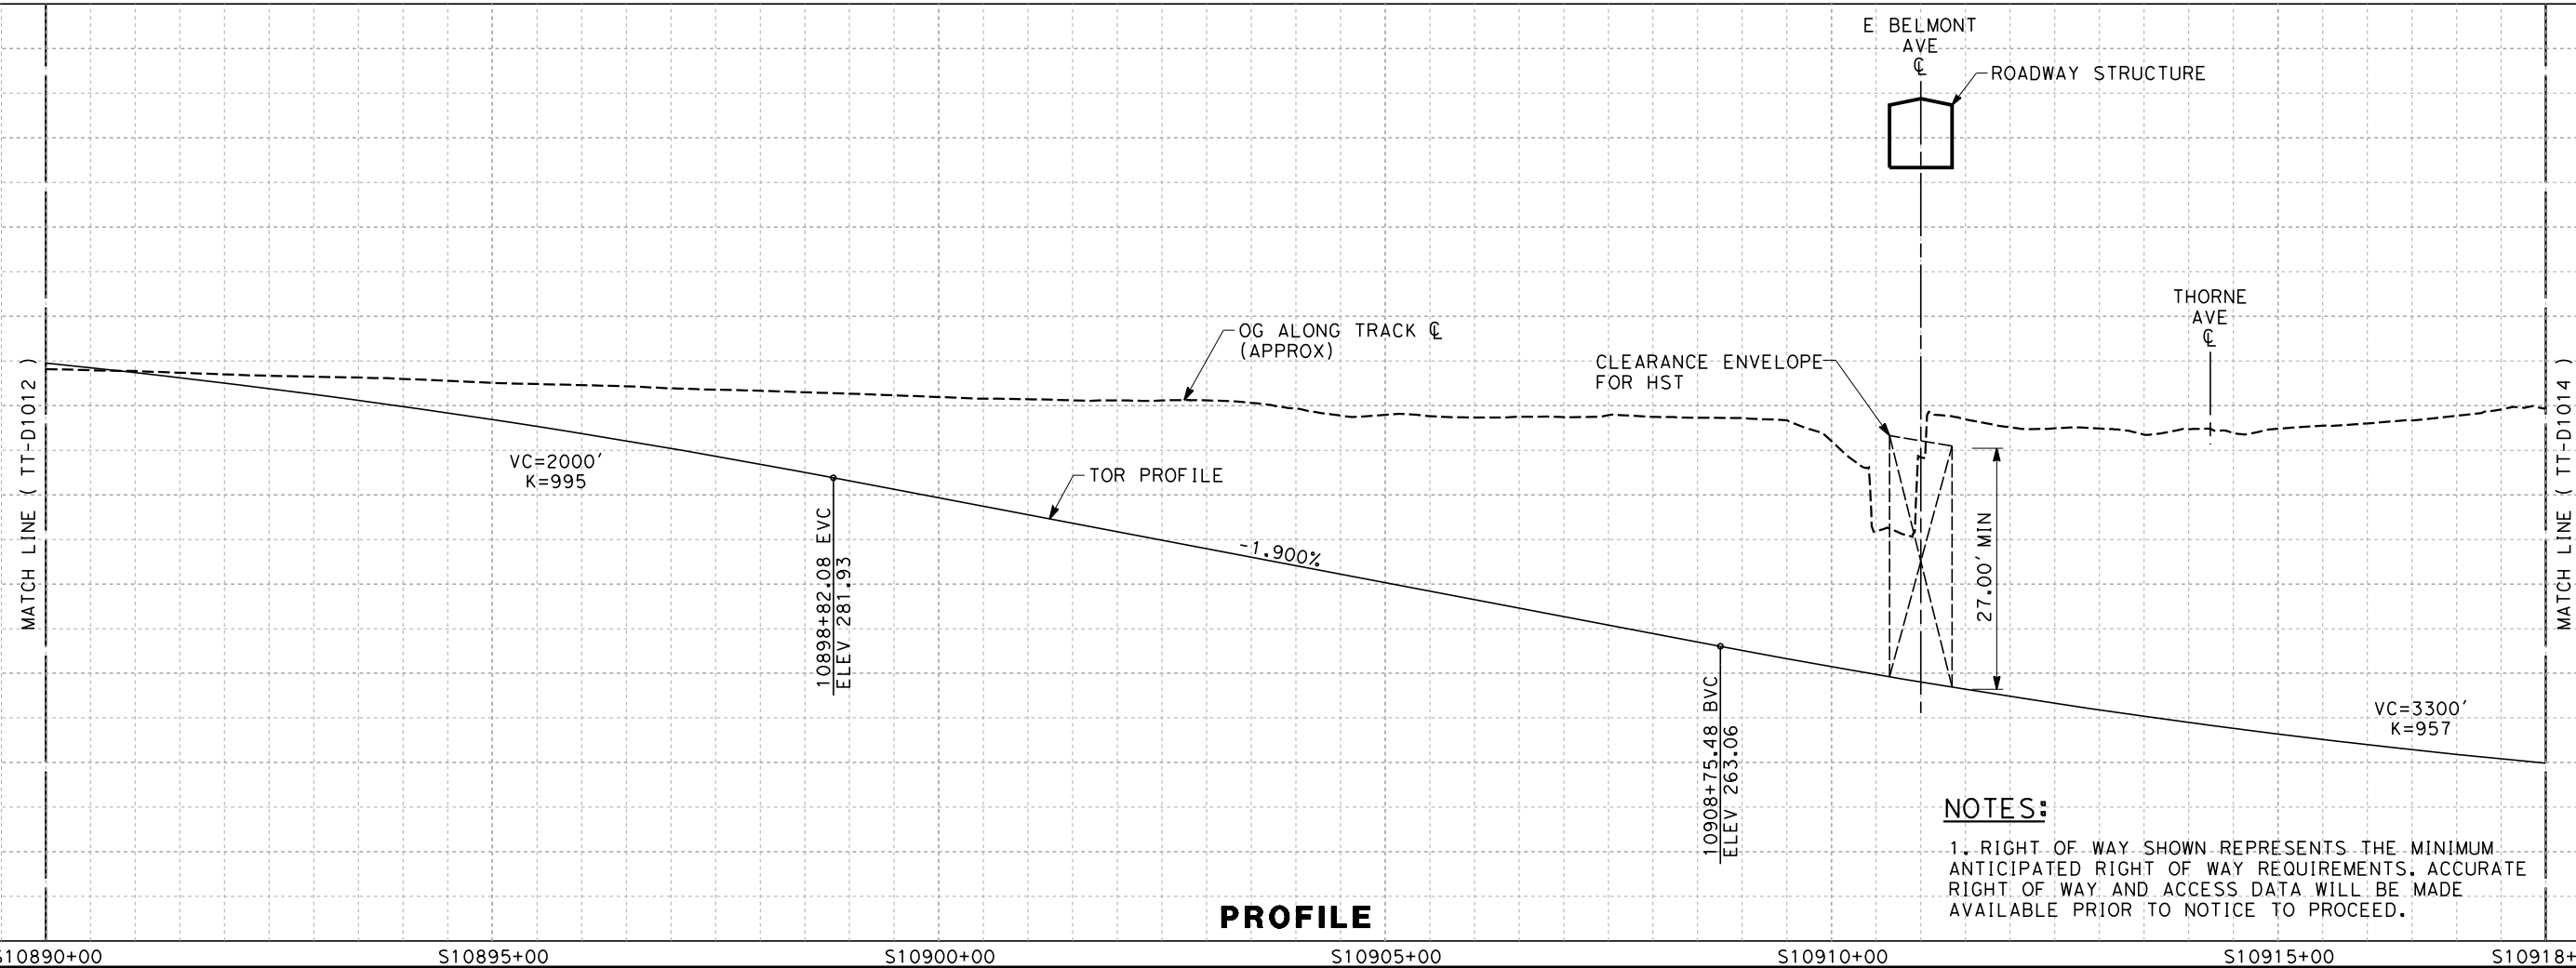 E BELMONT
AVE
℄
ROADWAY STRUCTURE
THORNE
AVE
℄
OG ALONG TRACK ℄
(APPROX)
CLEARANCE ENVELOPE
FOR HST
MATCH LINE ( TT-D1012 )
MATCH LINE ( TT-D1014 )
VC=2000'
K=995
TOR PROFILE
10898+82.08 EVC
ELEV 281.93
-1.900%
27.00' MIN
10908+75.48 BVC
ELEV 263.06
VC=3300'
K=957
NOTES:
1. RIGHT OF WAY SHOWN REPRESENTS THE MINIMUM
ANTICIPATED RIGHT OF WAY REQUIREMENTS. ACCURATE
RIGHT OF WAY AND ACCESS DATA WILL BE MADE
AVAILABLE PRIOR TO NOTICE TO PROCEED.
PROFILE
S10890+00
S10895+00
S10900+00
S10905+00
S10910+00
S10915+00
S10918+